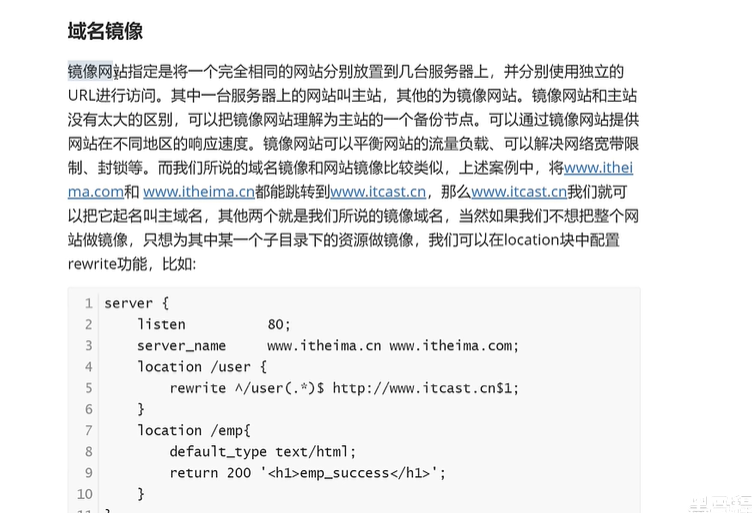 域名镜像
镜像网站指定是将一个完全相同的网站分别放置到几台服务器上，并分别使用独立的
URL进行访问。其中一台服务器上的网站叫主站，其他的为镜像网站。镜像网站和主站
没有太大的区别，可以把镜像网站理解为主站的一个备份节点。可以通过镜像网站提供
网站在不同地区的响应速度。镜像网站可以平衡网站的流量负载、可以解决网络宽带限
制、封锁等。而我们所说的域名镜像和网站镜像比较类似，上述案例中，将www.ithei
ma.com和 www.itheima.cn都能跳转到www.itcast.cn，那么www.itcast.cn我们就可
以把它起名叫主域名，其他两个就是我们所说的镜像域名，当然如果我们不想把整个网
站做镜像，只想为其中某一个子目录下的资源做镜像，我们可以在location块中配置
rewrite功能，比如:
1 server {
2     listen          80;
3     server_name     www.itheima.cn www.itheima.com;
4     location /user {
5         rewrite ^/user(.*)$ http://www.itcast.cn$1;
6     }
7     location /emp{
8         default_type text/html;
9         return 200 '<h1>emp_success</h1>';
10     }